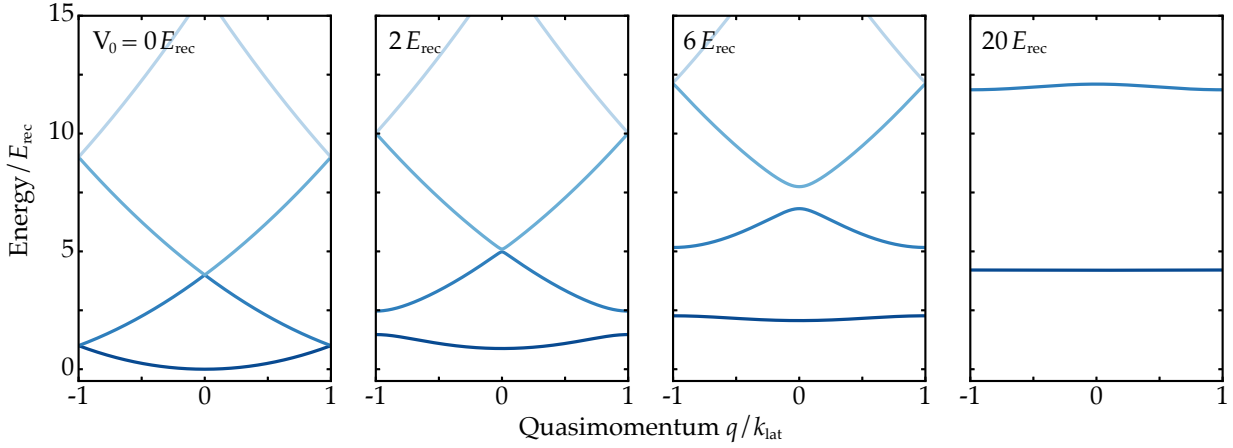 V₀ = 0 E_rec
2 E_rec
6 E_rec
20 E_rec
15
10
5
0
Energy / E_rec
-1 0 1
-1 0 1
-1 0 1
-1 0 1
Quasimomentum q / k_lat